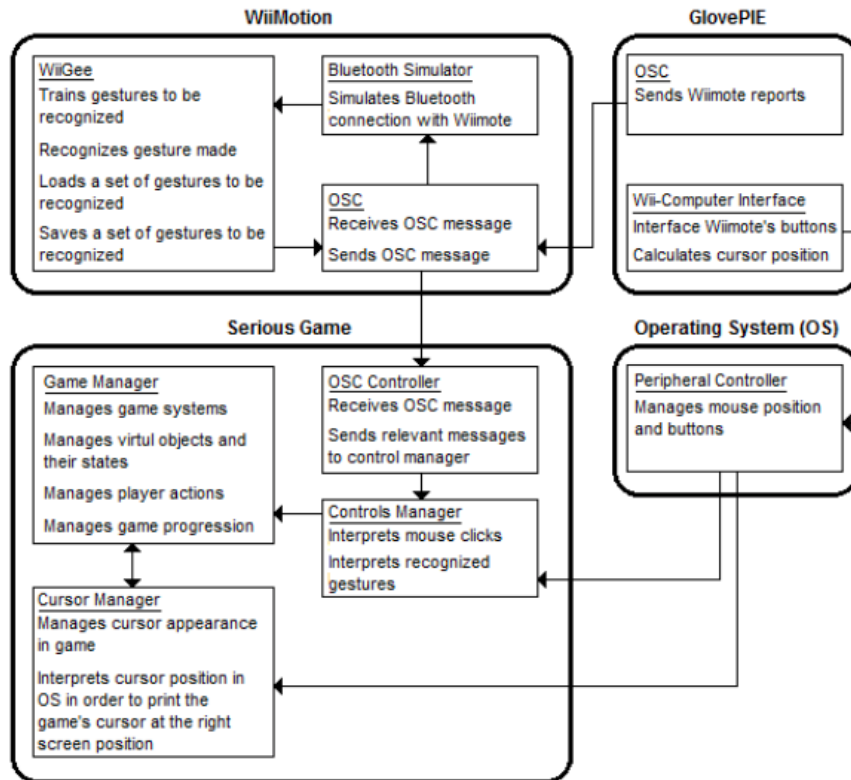 WiiMotion
WiiGee
Trains gestures to be
recognized
Recognizes gesture made
Loads a set of gestures to be
recognized
Saves a set of gestures to be
recognized
Bluetooth Simulator
Simulates Bluetooth
connection with Wiimote
OSC
Receives OSC message
Sends OSC message
GlovePIE
OSC
Sends Wiimote reports
Wii-Computer Interface
Interface Wiimote's buttons
Calculates cursor position
Serious Game
Game Manager
Manages game systems
Manages virtul objects and
their states
Manages player actions
Manages game progression
OSC Controller
Receives OSC message
Sends relevant messages
to control manager
Controls Manager
Interprets mouse clicks
Interprets recognized
gestures
Cursor Manager
Manages cursor appearance
in game
Interprets cursor position in
OS in order to print the
game's cursor at the right
screen position
Operating System (OS)
Peripheral Controller
Manages mouse position
and buttons